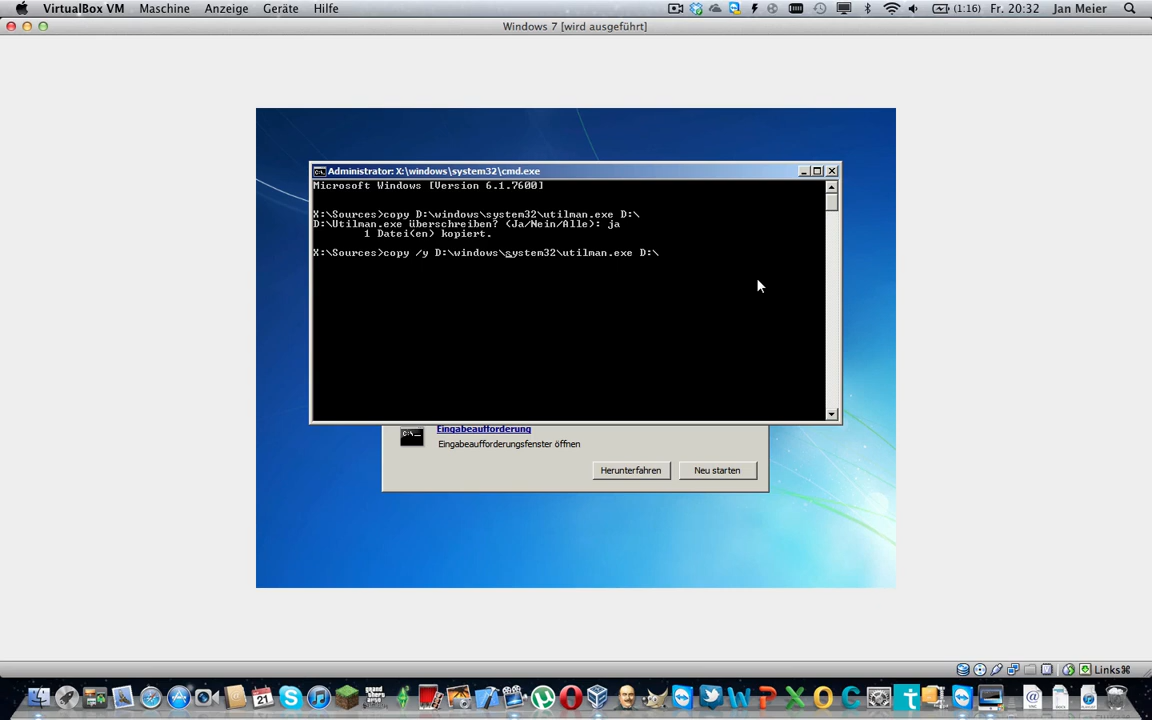 VirtualBox VM Maschine Anzeige Geräte Hilfe (1:16) Fr. 20:32 Jan Meier
Windows 7 [wird ausgeführt]
Administrator: X:\windows\system32\cmd.exe
Microsoft Windows [Version 6.1.7600]
X:\Sources>copy D:\windows\system32\utilman.exe D:\
D:\Utilman.exe überschreiben? (Ja/Nein/Alle): ja
1 Datei(en) kopiert.
X:\Sources>copy /y D:\windows\system32\utilman.exe D:\
Eingabeaufforderung
Eingabeaufforderungsfenster öffnen
Herunterfahren Neu starten
Links⌘